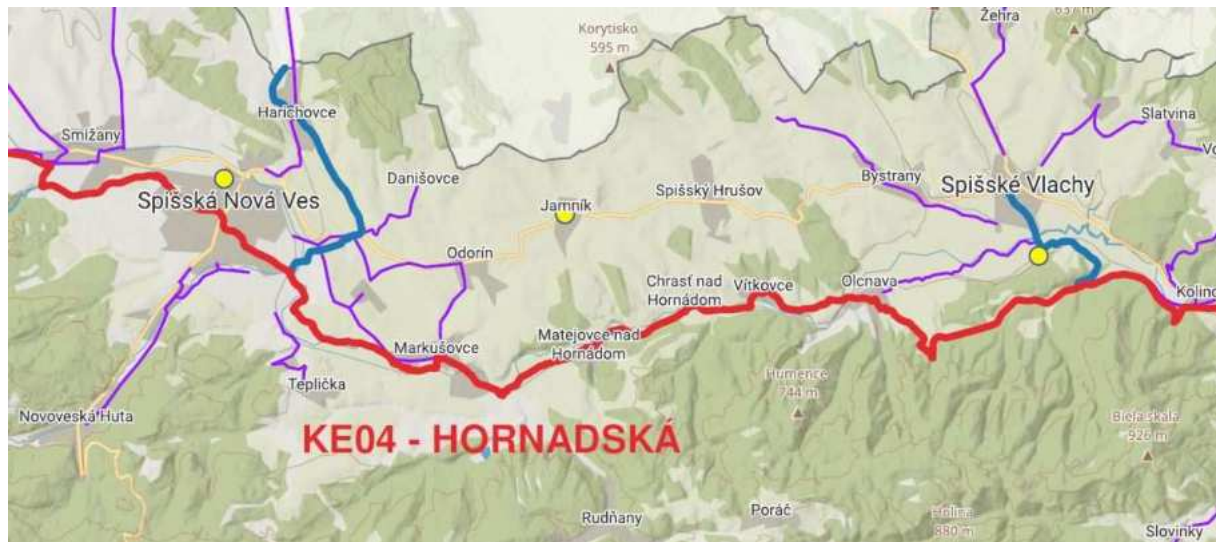 Korytisko
595 m
Žehra
637 m
Harichovce
Smižany
Slatvina
Danišovce
Bystrany
Spišské Vlachy
Spišský Hrušov
Spišská Nová Ves
Jamník
Odorín
Chrasť nad
Hornádom
Vítkovce
Olcnava
Kolino
Matejovce nad
Hornádom
Markušovce
Teplička
Humence
744 m
Novoveská Huta
Biela skala
926 m
KE04 - HORNADSKÁ
Rudňany
Poráč
880 m
Slovinky